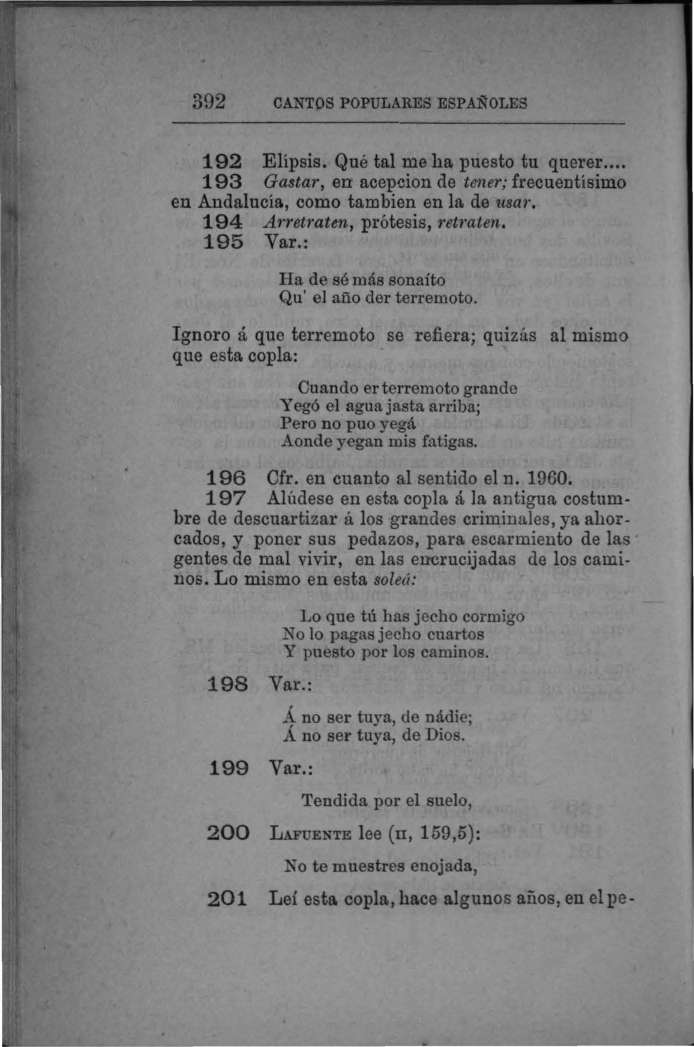 392 CANTOS POPULARES ESPAÑOLES
192 Elipsis. Qué tal me ha puesto tu querer....
193 Gastar, en acepcion de tener; frecuentísimo
en Andalucía, como tambien en la de usar.
194 Arretraten, prótesis, retraten.
195 Var.:
Ha de sé más sonaíto
Qu' el año der terremoto.
Ignoro á que terremoto se refiera; quizás al mismo
que esta copla:
Cuando er terremoto grande
Yegó el agua jasta arriba;
Pero no puo yegá
Aonde yegan mis fatigas.
196 Cfr. en cuanto al sentido el n. 1960.
197 Alúdese en esta copla á la antigua costum-
bre de descuartizar á los grandes criminales, ya ahor-
cados, y poner sus pedazos, para escarmiento de las
gentes de mal vivir, en las encrucijadas de los cami-
nos. Lo mismo en esta soleá:
Lo que tú has jecho cormigo
No lo pagas jecho cuartos
Y puesto por los caminos.
198 Var.:
Á no ser tuya, de nádie;
Á no ser tuya, de Dios.
199 Var.:
Tendida por el suelo,
200 LAFUENTE lee (II, 159,5):
No te muestres enojada,
201 Leí esta copla, hace algunos años, en el pe-